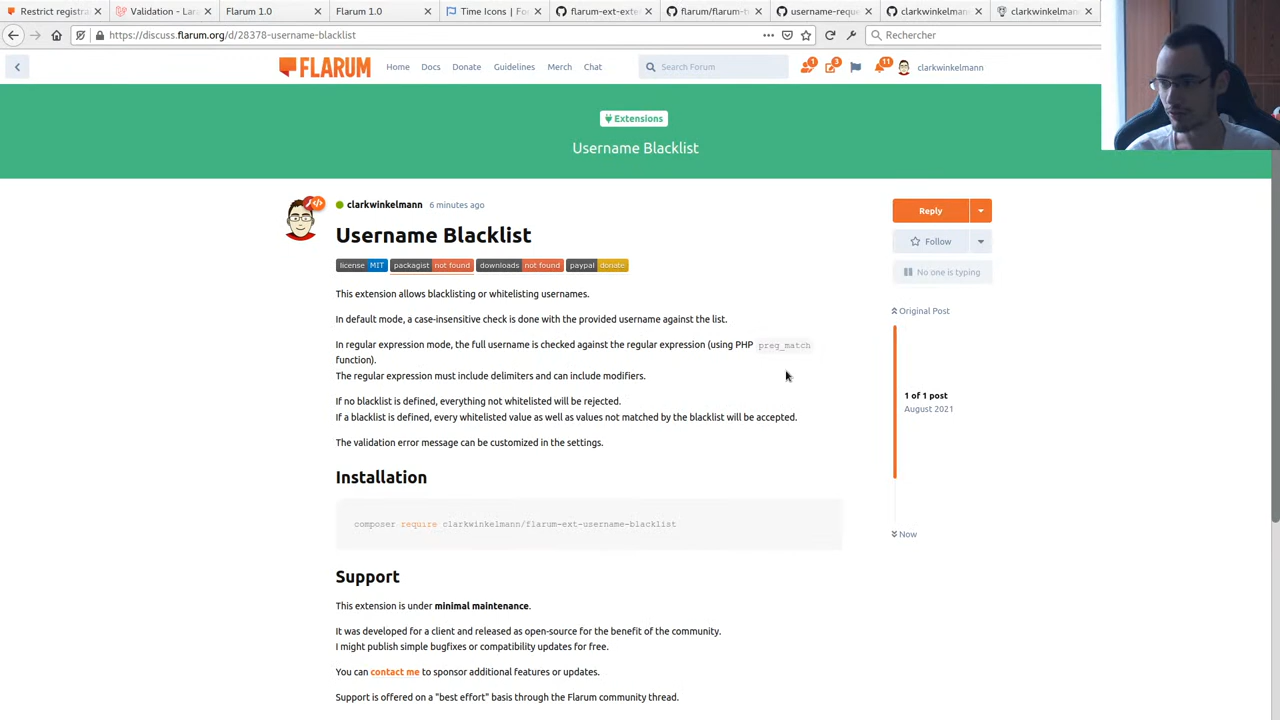 Restrict registra
Validation - Lar
Flarum 1.0
Flarum 1.0
Time Icons | Fo
flarum-ext-exte
flarum/flarum-h
username-reque
clarkwinkelman
clarkwinkelm
https://discuss.flarum.org/d/28378-username-blacklist
Rechercher
FLARUM
Home
Docs
Donate
Guidelines
Merch
Chat
Search Forum
1
3
11
clarkwinkelmann
Extensions
Username Blacklist
clarkwinkelmann
6 minutes ago
Username Blacklist
license MIT
packagist not found
downloads not found
paypal donate
This extension allows blacklisting or whitelisting usernames.
In default mode, a case-insensitive check is done with the provided username against the list.
In regular expression mode, the full username is checked against the regular expression (using PHP preg_match
function).
The regular expression must include delimiters and can include modifiers.
If no blacklist is defined, everything not whitelisted will be rejected.
If a blacklist is defined, every whitelisted value as well as values not matched by the blacklist will be accepted.
The validation error message can be customized in the settings.
Installation
composer require clarkwinkelmann/flarum-ext-username-blacklist
Support
This extension is under minimal maintenance.
It was developed for a client and released as open-source for the benefit of the community.
I might publish simple bugfixes or compatibility updates for free.
You can contact me to sponsor additional features or updates.
Support is offered on a "best effort" basis through the Flarum community thread.
Reply
Follow
No one is typing
Original Post
1 of 1 post
August 2021
Now